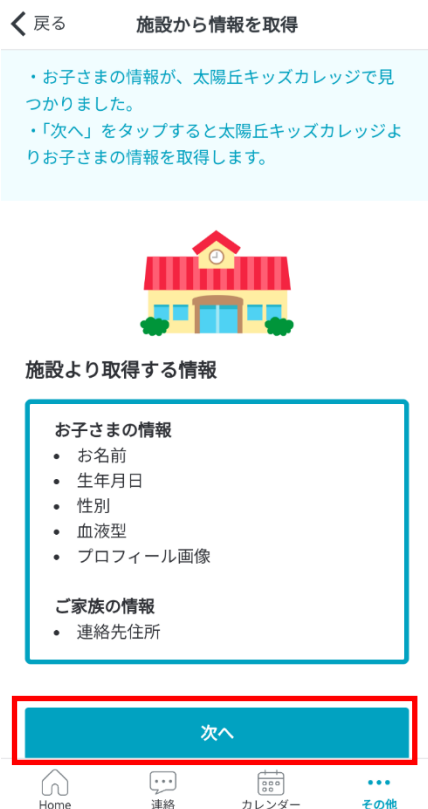 戻る 施設から情報を取得
・お子さまの情報が、太陽丘キッズカレッジで見
つかりました。
・「次へ」をタップすると太陽丘キッズカレッジよ
りお子さまの情報を取得します。
施設より取得する情報
お子さまの情報
• お名前
• 生年月日
• 性別
• 血液型
• プロフィール画像
ご家族の情報
• 連絡先住所
次へ
Home 連絡 カレンダー その他